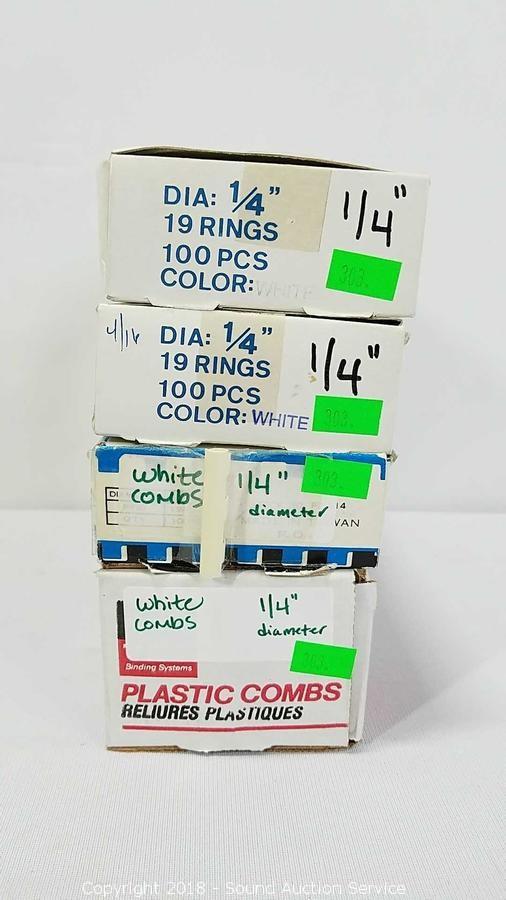 DIA: 1/4" 1/4"
19 RINGS
100 PCS 303.
COLOR: WHITE
4/16 DIA: 1/4" 1/4"
19 RINGS
100 PCS 303.
COLOR: WHITE
White 1/4" 303.
combs diameter 14
WAN
White 1/4"
combs diameter
303.
Binding Systems
PLASTIC COMBS
RELIURES PLASTIQUES
Copyright 2018 - Sound Auction Service